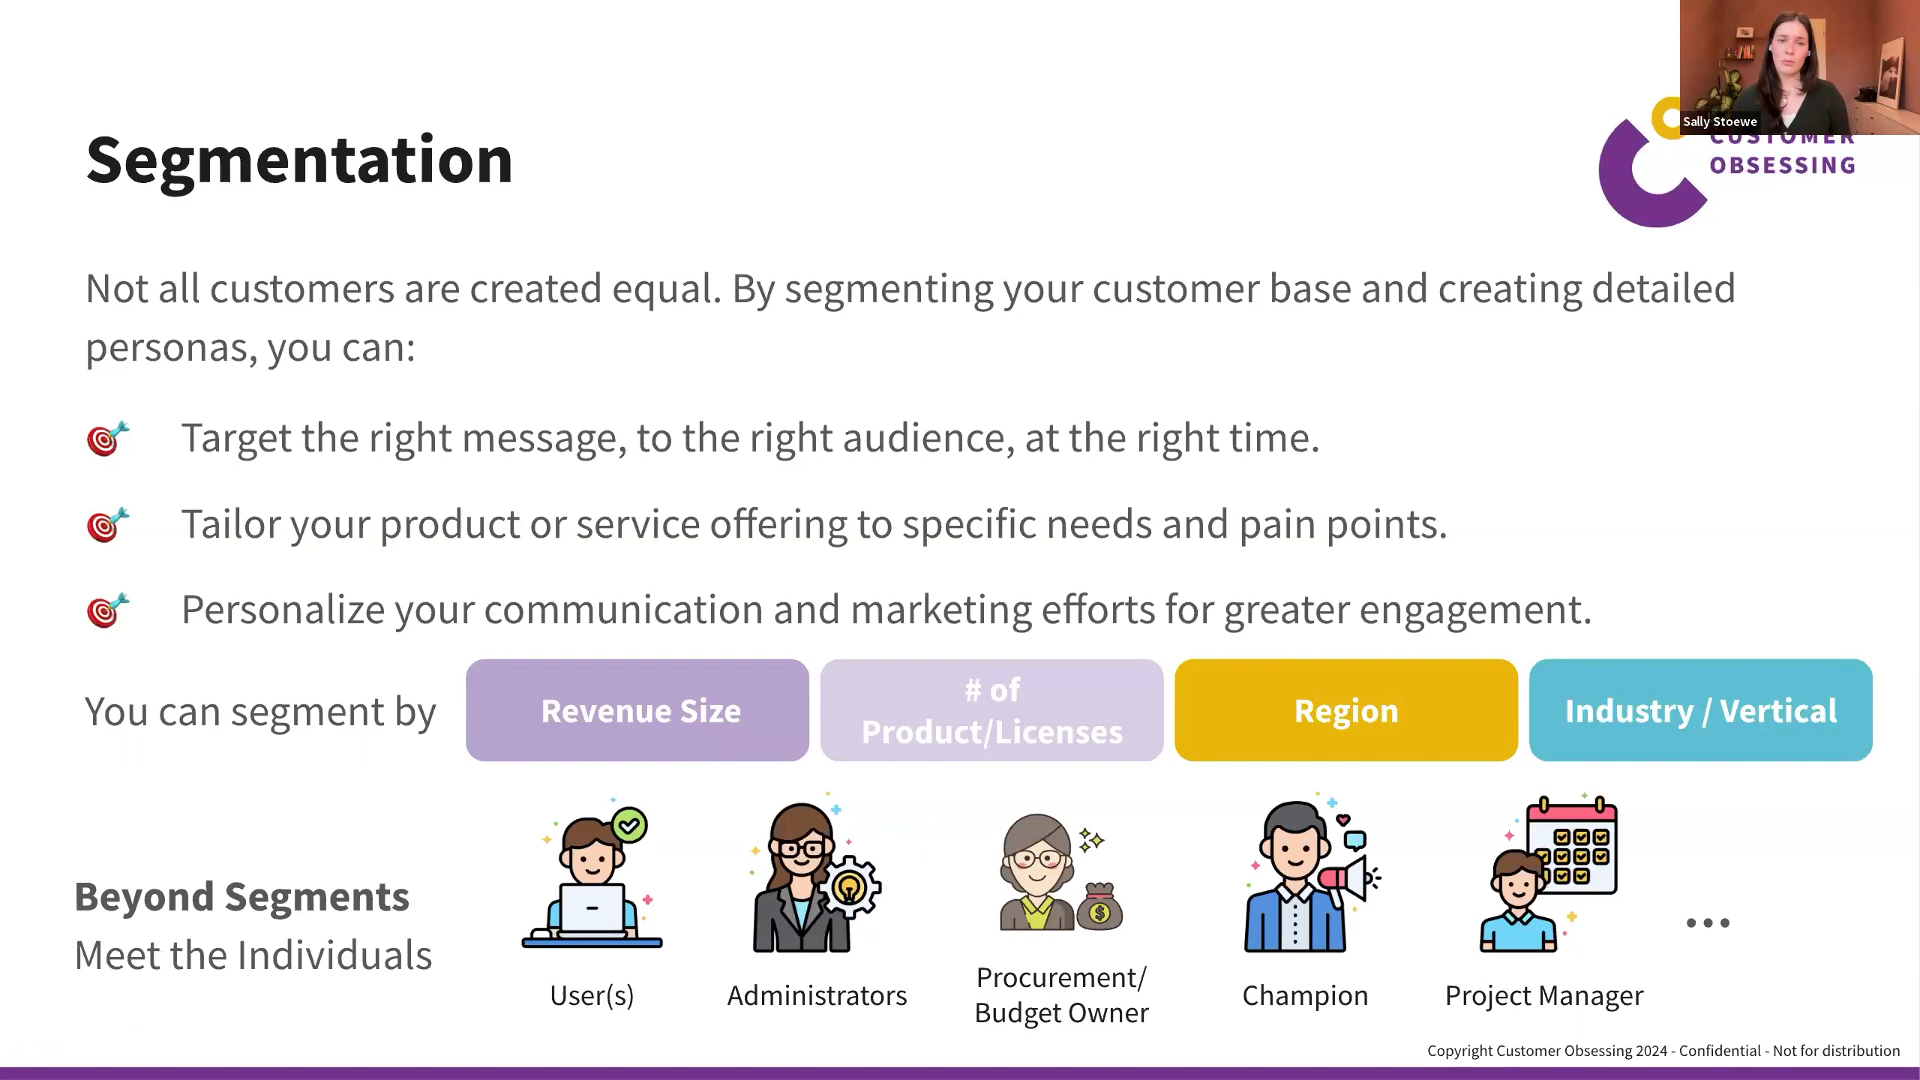 Sally Stoewe
CUSTOMER
OBSESSING
Segmentation
Not all customers are created equal. By segmenting your customer base and creating detailed
personas, you can:
Target the right message, to the right audience, at the right time.
Tailor your product or service offering to specific needs and pain points.
Personalize your communication and marketing efforts for greater engagement.
You can segment by
Revenue Size
# of
Product/Licenses
Region
Industry / Vertical
Beyond Segments
Meet the Individuals
User(s)
Administrators
Procurement/
Budget Owner
Champion
Project Manager
...
Copyright Customer Obsessing 2024 - Confidential - Not for distribution